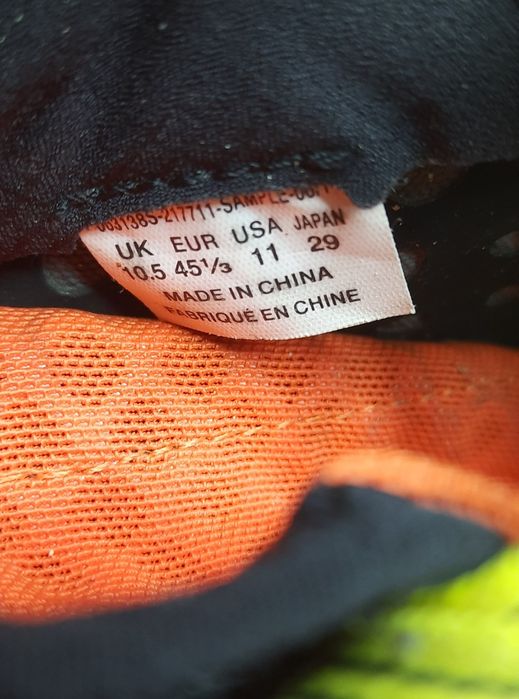 UK EUR USA JAPAN
10.5 45⅓ 11 29
MADE IN CHINA
FABRIQUÉ EN CHINE